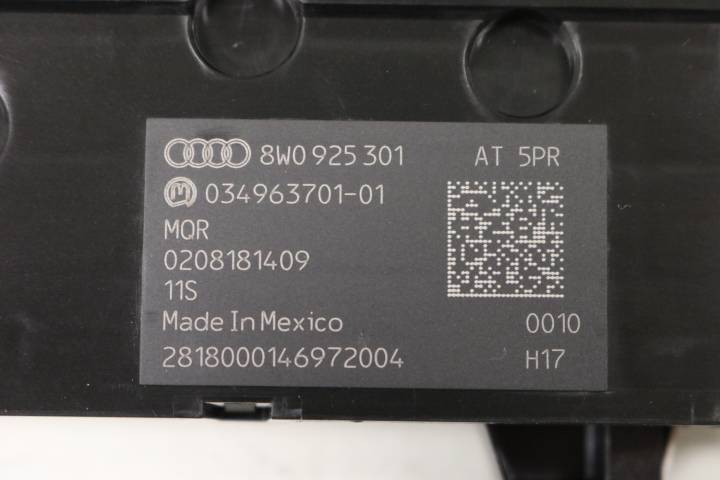 8W0 925 301 AT 5PR
034963701-01
MQR
0208181409
11S
Made In Mexico 0010
2818000146972004 H17